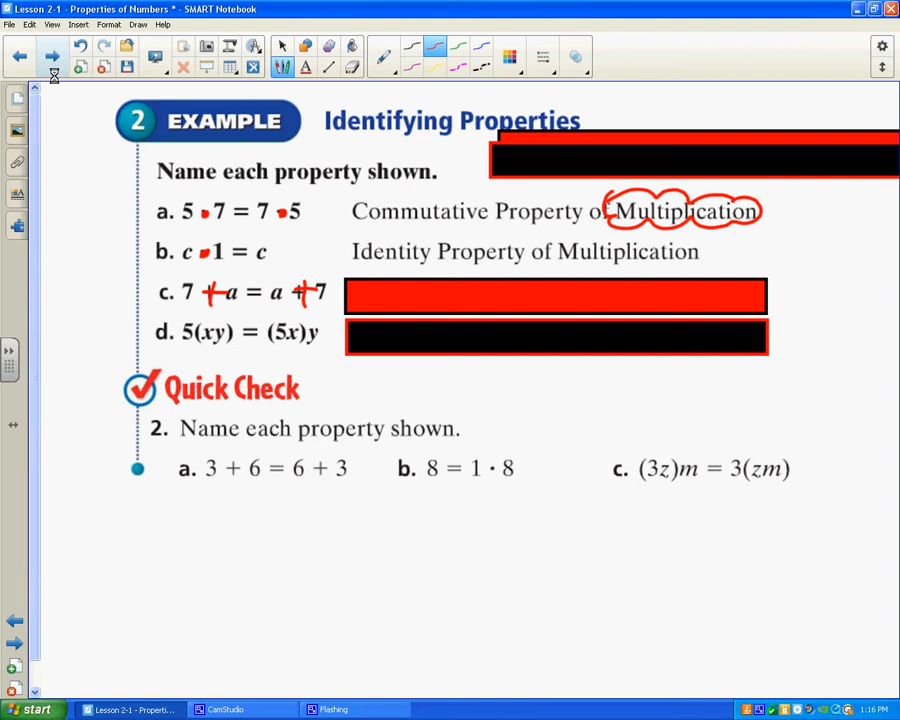 Lesson 2-1 - Properties of Numbers * - SMART Notebook
File Edit View Insert Format Draw Help
2 EXAMPLE Identifying Properties
Name each property shown.
a. 5 • 7 = 7 • 5 Commutative Property of Multiplication
b. c • 1 = c Identity Property of Multiplication
c. 7 + a = a + 7
d. 5(xy) = (5x)y
Quick Check
2. Name each property shown.
a. 3 + 6 = 6 + 3 b. 8 = 1 · 8 c. (3z)m = 3(zm)
start Lesson 2-1 - Properti... CamStudio Flashing 1:16 PM